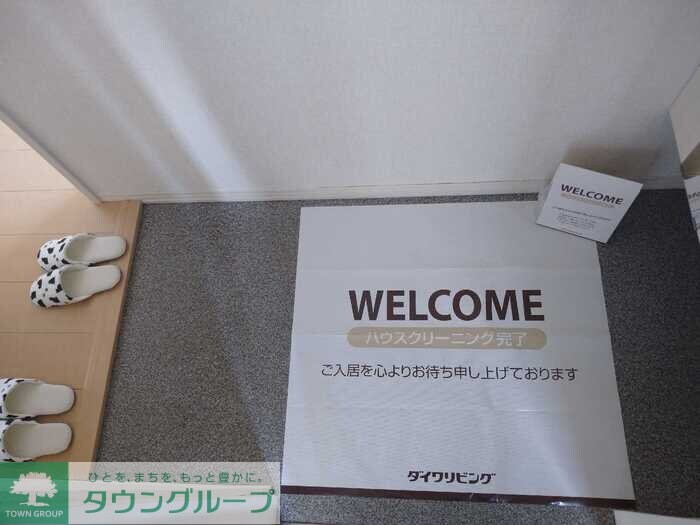 WELCOME
WELCOME
ハウスクリーニング完了
ご入居を心よりお待ち申し上げております
ダイワリビング
ひとを、まちを、もっと豊かに。
タウングループ
TOWN GROUP